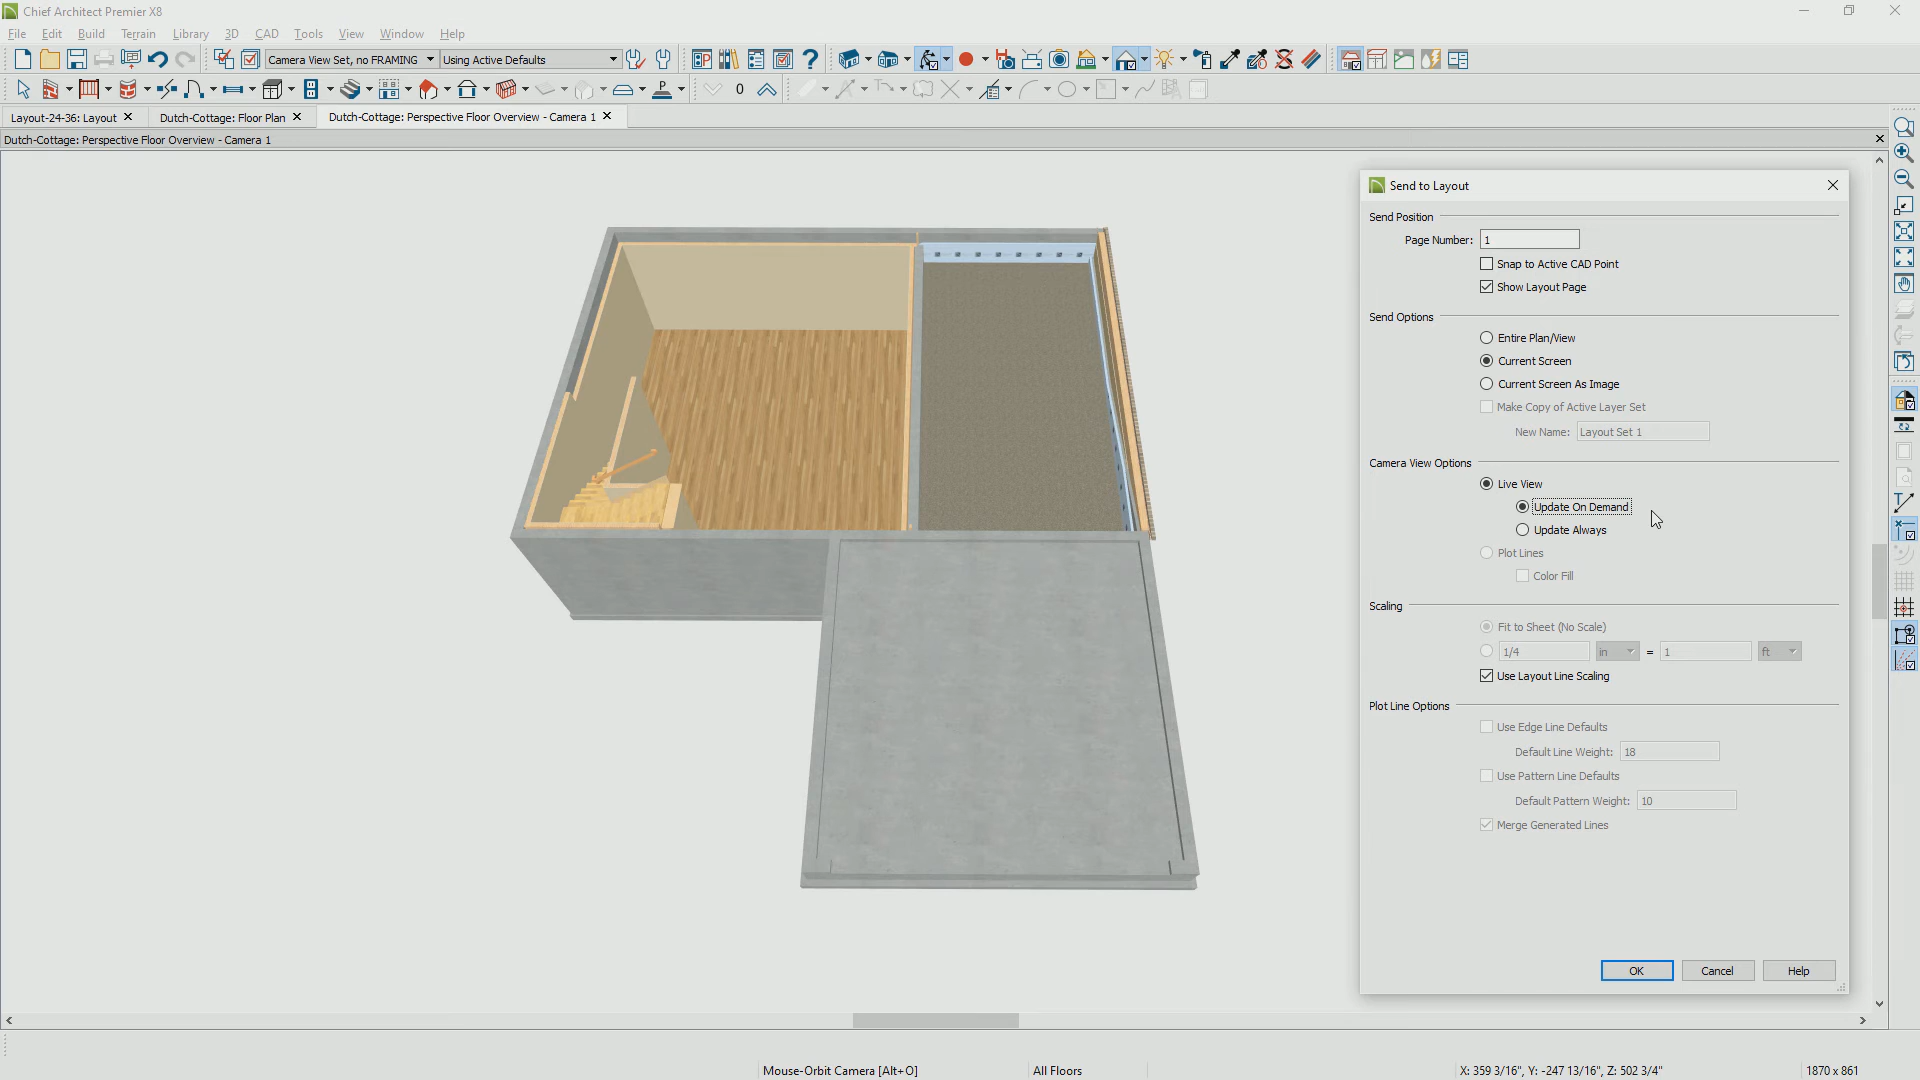 Chief Architect Premier X8
File Edit Build Terrain Library 3D CAD Tools View Window Help
Camera View Set, no FRAMING Using Active Defaults
0
Layout-24-36: Layout Dutch-Cottage: Floor Plan Dutch-Cottage: Perspective Floor Overview - Camera 1
Dutch-Cottage: Perspective Floor Overview - Camera 1
Send to Layout
Send Position
Page Number: 1
Snap to Active CAD Point
Show Layout Page
Send Options
Entire Plan/View
Current Screen
Current Screen As Image
Make Copy of Active Layer Set
New Name: Layout Set 1
Camera View Options
Live View
Update On Demand
Update Always
Plot Lines
Color Fill
Scaling
Fit to Sheet (No Scale)
1/4 in = 1 ft
Use Layout Line Scaling
Plot Line Options
Use Edge Line Defaults
Default Line Weight: 18
Use Pattern Line Defaults
Default Pattern Weight: 10
Merge Generated Lines
OK Cancel Help
Mouse-Orbit Camera [Alt+O] All Floors X: 359 3/16", Y: -247 13/16", Z: 502 3/4" 1870 x 861